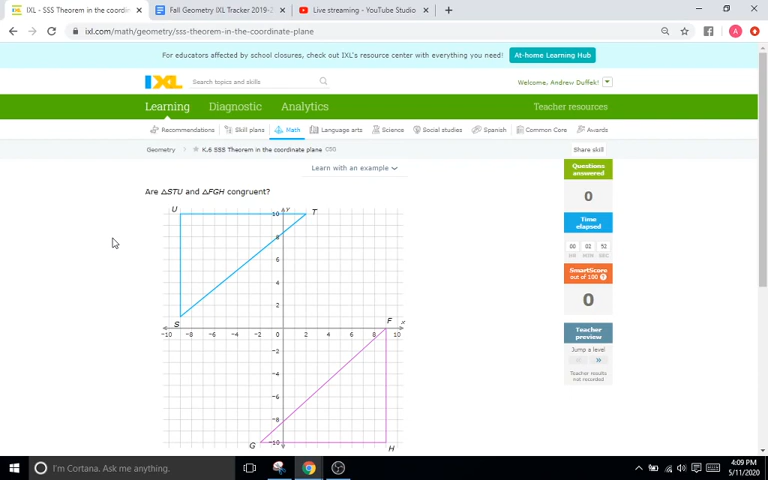 IXL - SSS Theorem in the coordin
Fall Geometry IXL Tracker 2019-2
Live streaming - YouTube Studio
ixl.com/math/geometry/sss-theorem-in-the-coordinate-plane
For educators affected by school closures, check out IXL's resource center with everything you need!
At-home Learning Hub
IXL
Search topics and skills
Welcome, Andrew Duffek!
Learning
Diagnostic
Analytics
Teacher resources
Recommendations
Skill plans
Math
Language arts
Science
Social studies
Spanish
Common Core
Awards
Geometry
K.6 SSS Theorem in the coordinate plane
Share skill
Learn with an example
Questions answered
0
Time elapsed
00 02 52
SmartScore
out of 100
0
Teacher preview
Jump a level
Teacher results not recorded
Are △STU and △FGH congruent?
U
y
10
T
8
6
4
2
S
F
x
-10 -8 -6 -4 -2 0 2 4 6 8 10
-2
-4
-6
-8
G
-10
H
I'm Cortana. Ask me anything.
4:09 PM
5/11/2020